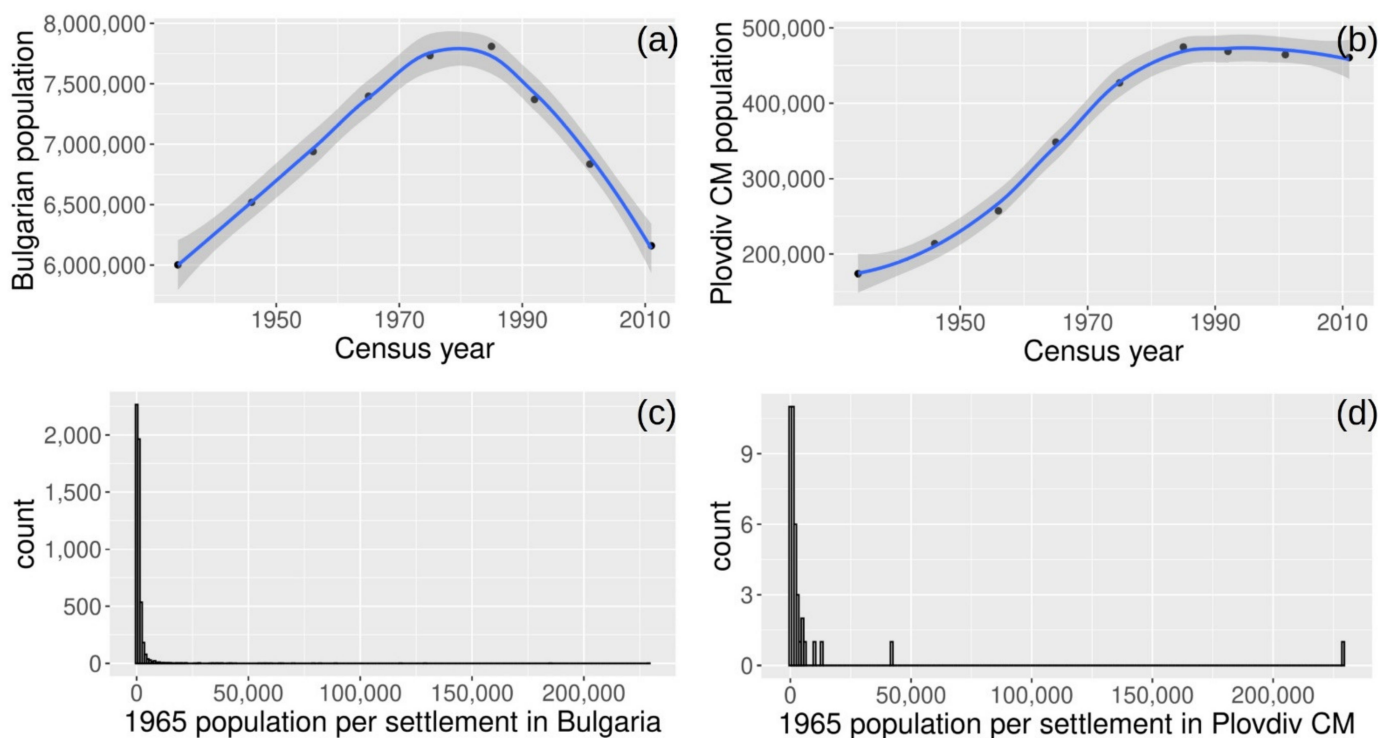 (a)
Bulgarian population
8,000,000
7,500,000
7,000,000
6,500,000
6,000,000
1950 1970 1990 2010
Census year
(b)
Plovdiv CM population
500,000
400,000
300,000
200,000
1950 1970 1990 2010
Census year
(c)
count
2,000
1,500
1,000
500
0
0 50,000 100,000 150,000 200,000
1965 population per settlement in Bulgaria
(d)
count
9
6
3
0
0 50,000 100,000 150,000 200,000
1965 population per settlement in Plovdiv CM